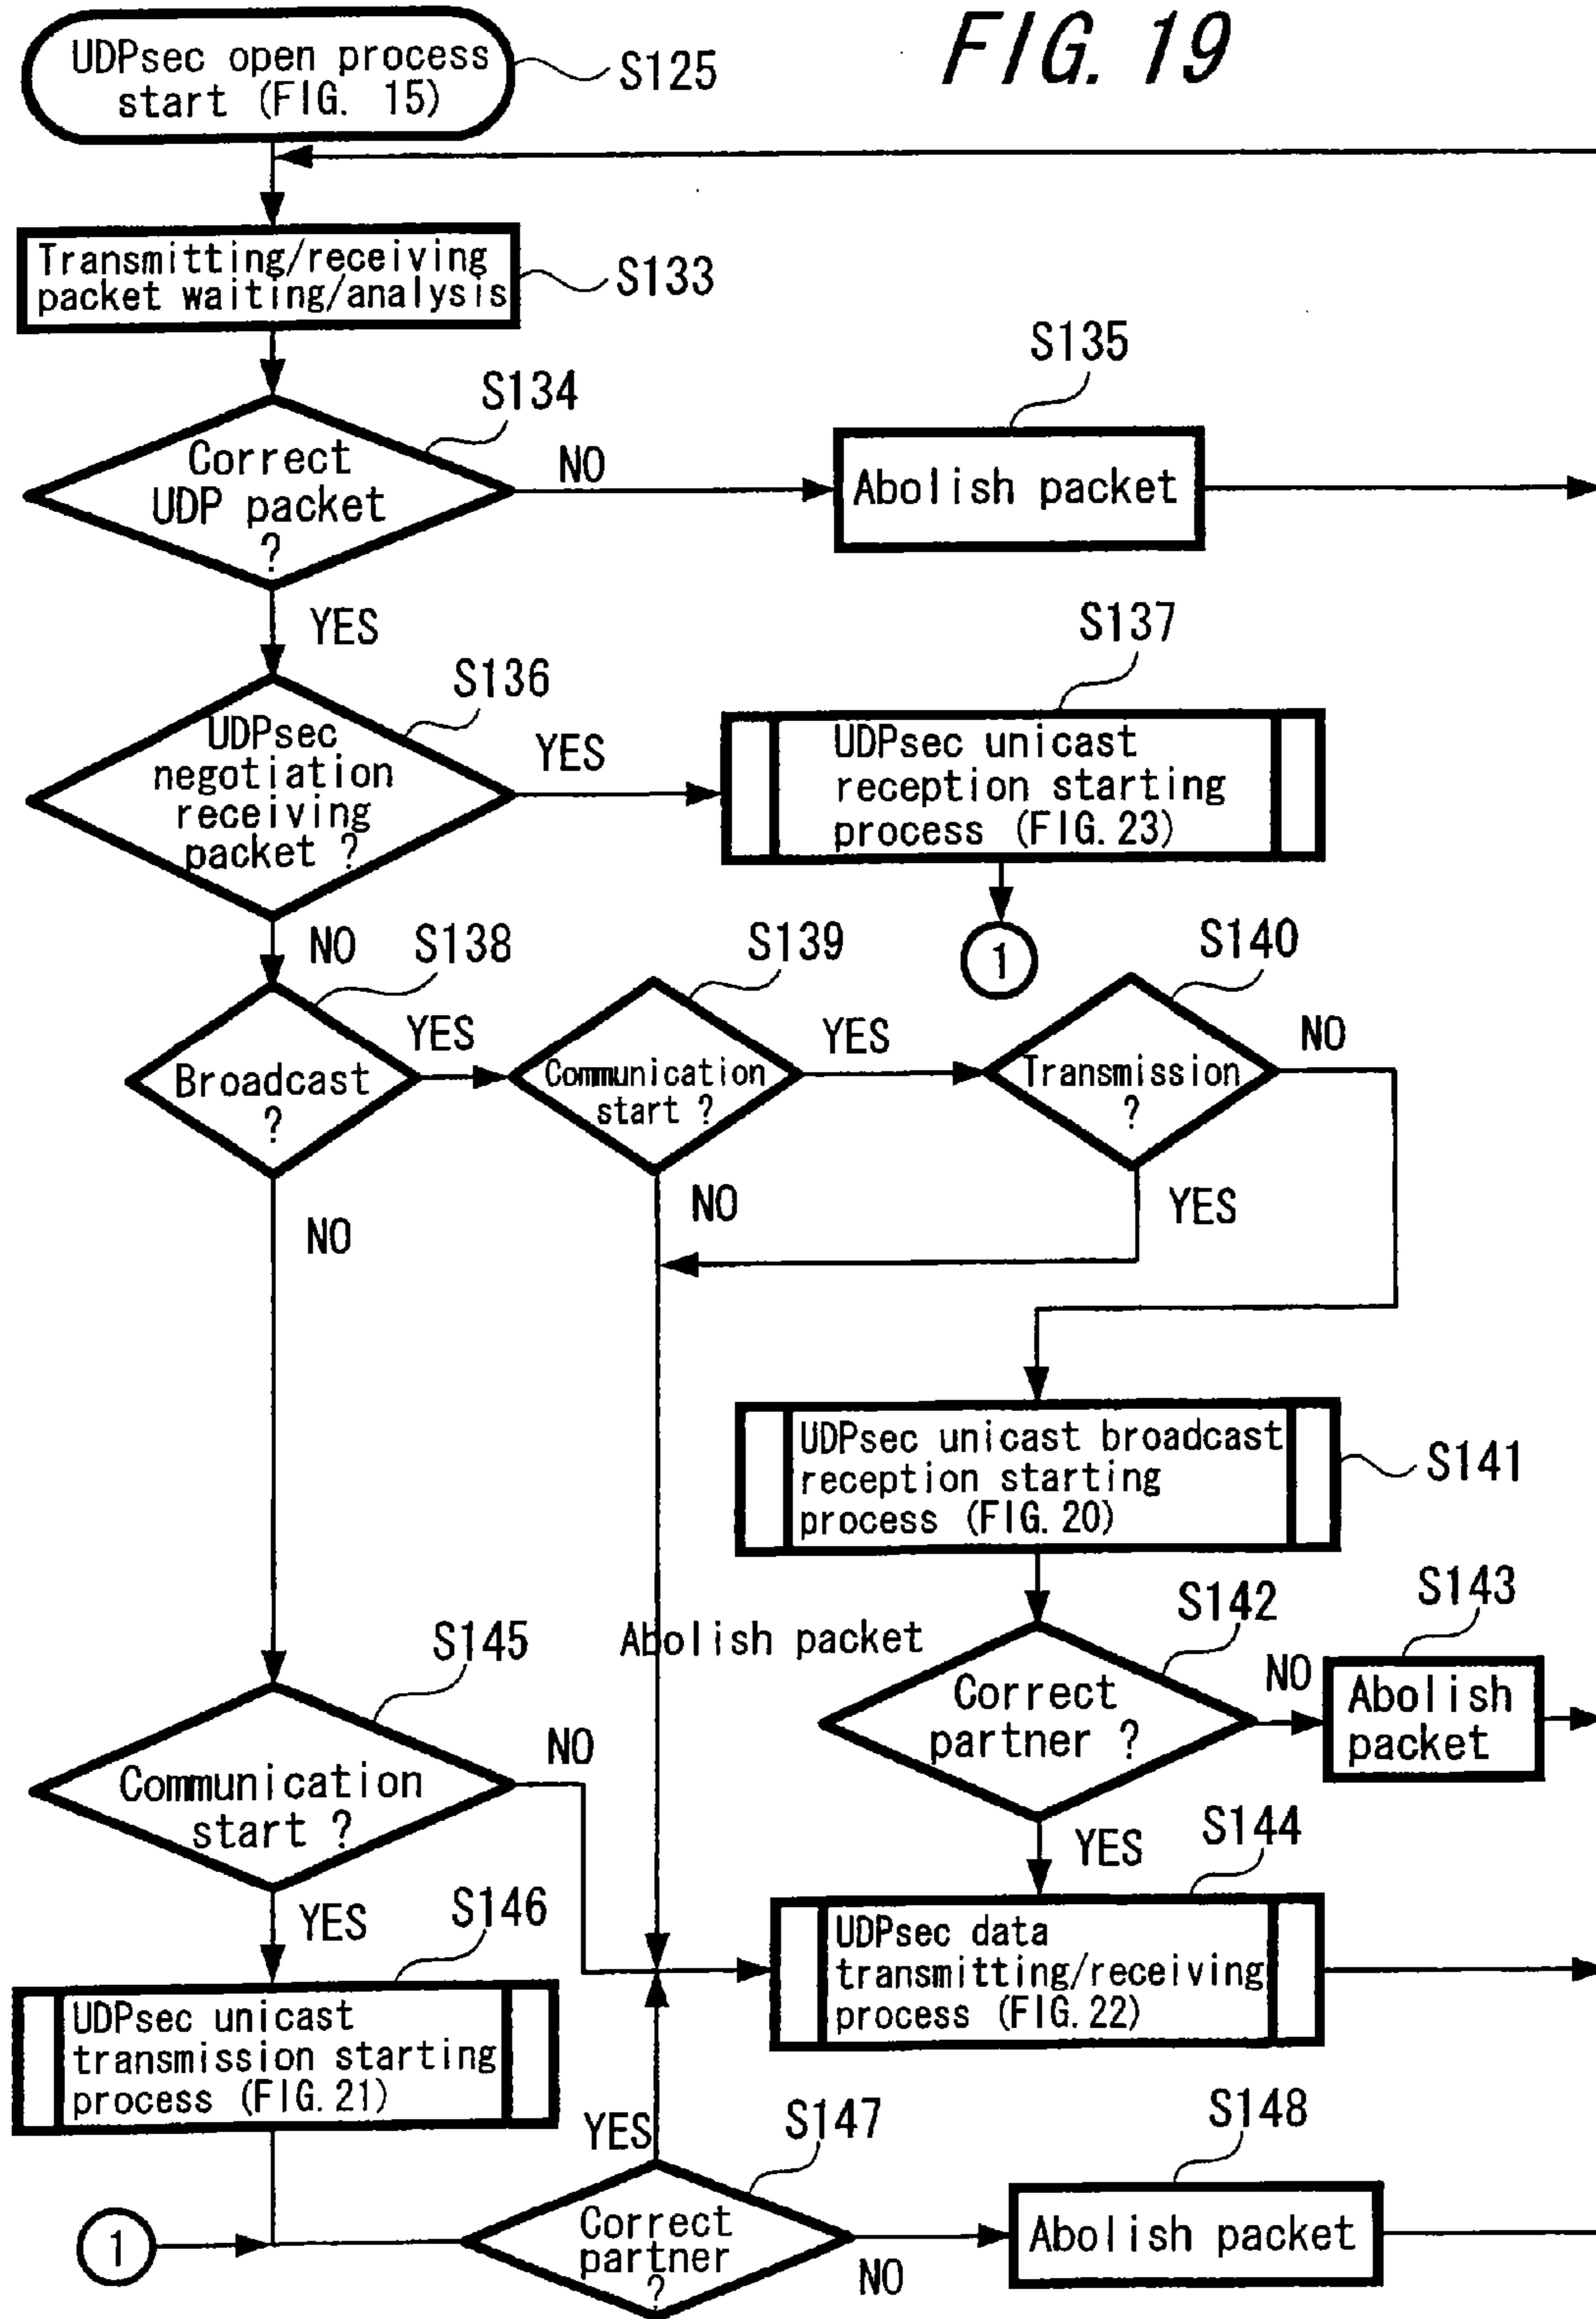 FIG. 19
UDPsec open process
start (FIG. 15)
S125
Transmitting/receiving
packet waiting/analysis
S133
S134
Correct
UDP packet
?
NO
S135
Abolish packet
YES
S136
UDPsec
negotiation
receiving
packet ?
YES
S137
UDPsec unicast
reception starting
process (FIG. 23)
1
NO
S138
Broadcast
?
YES
S139
Communication
start ?
YES
S140
Transmission
?
NO
NO
NO
YES
UDPsec unicast broadcast
reception starting
process (FIG. 20)
S141
Abolish packet
S142
Correct
partner ?
NO
S143
Abolish
packet
S145
Communication
start ?
NO
YES
S144
UDPsec data
transmitting/receiving
process (FIG. 22)
YES
S146
UDPsec unicast
transmission starting
process (FIG. 21)
YES
S147
Correct
partner
?
1
NO
S148
Abolish packet